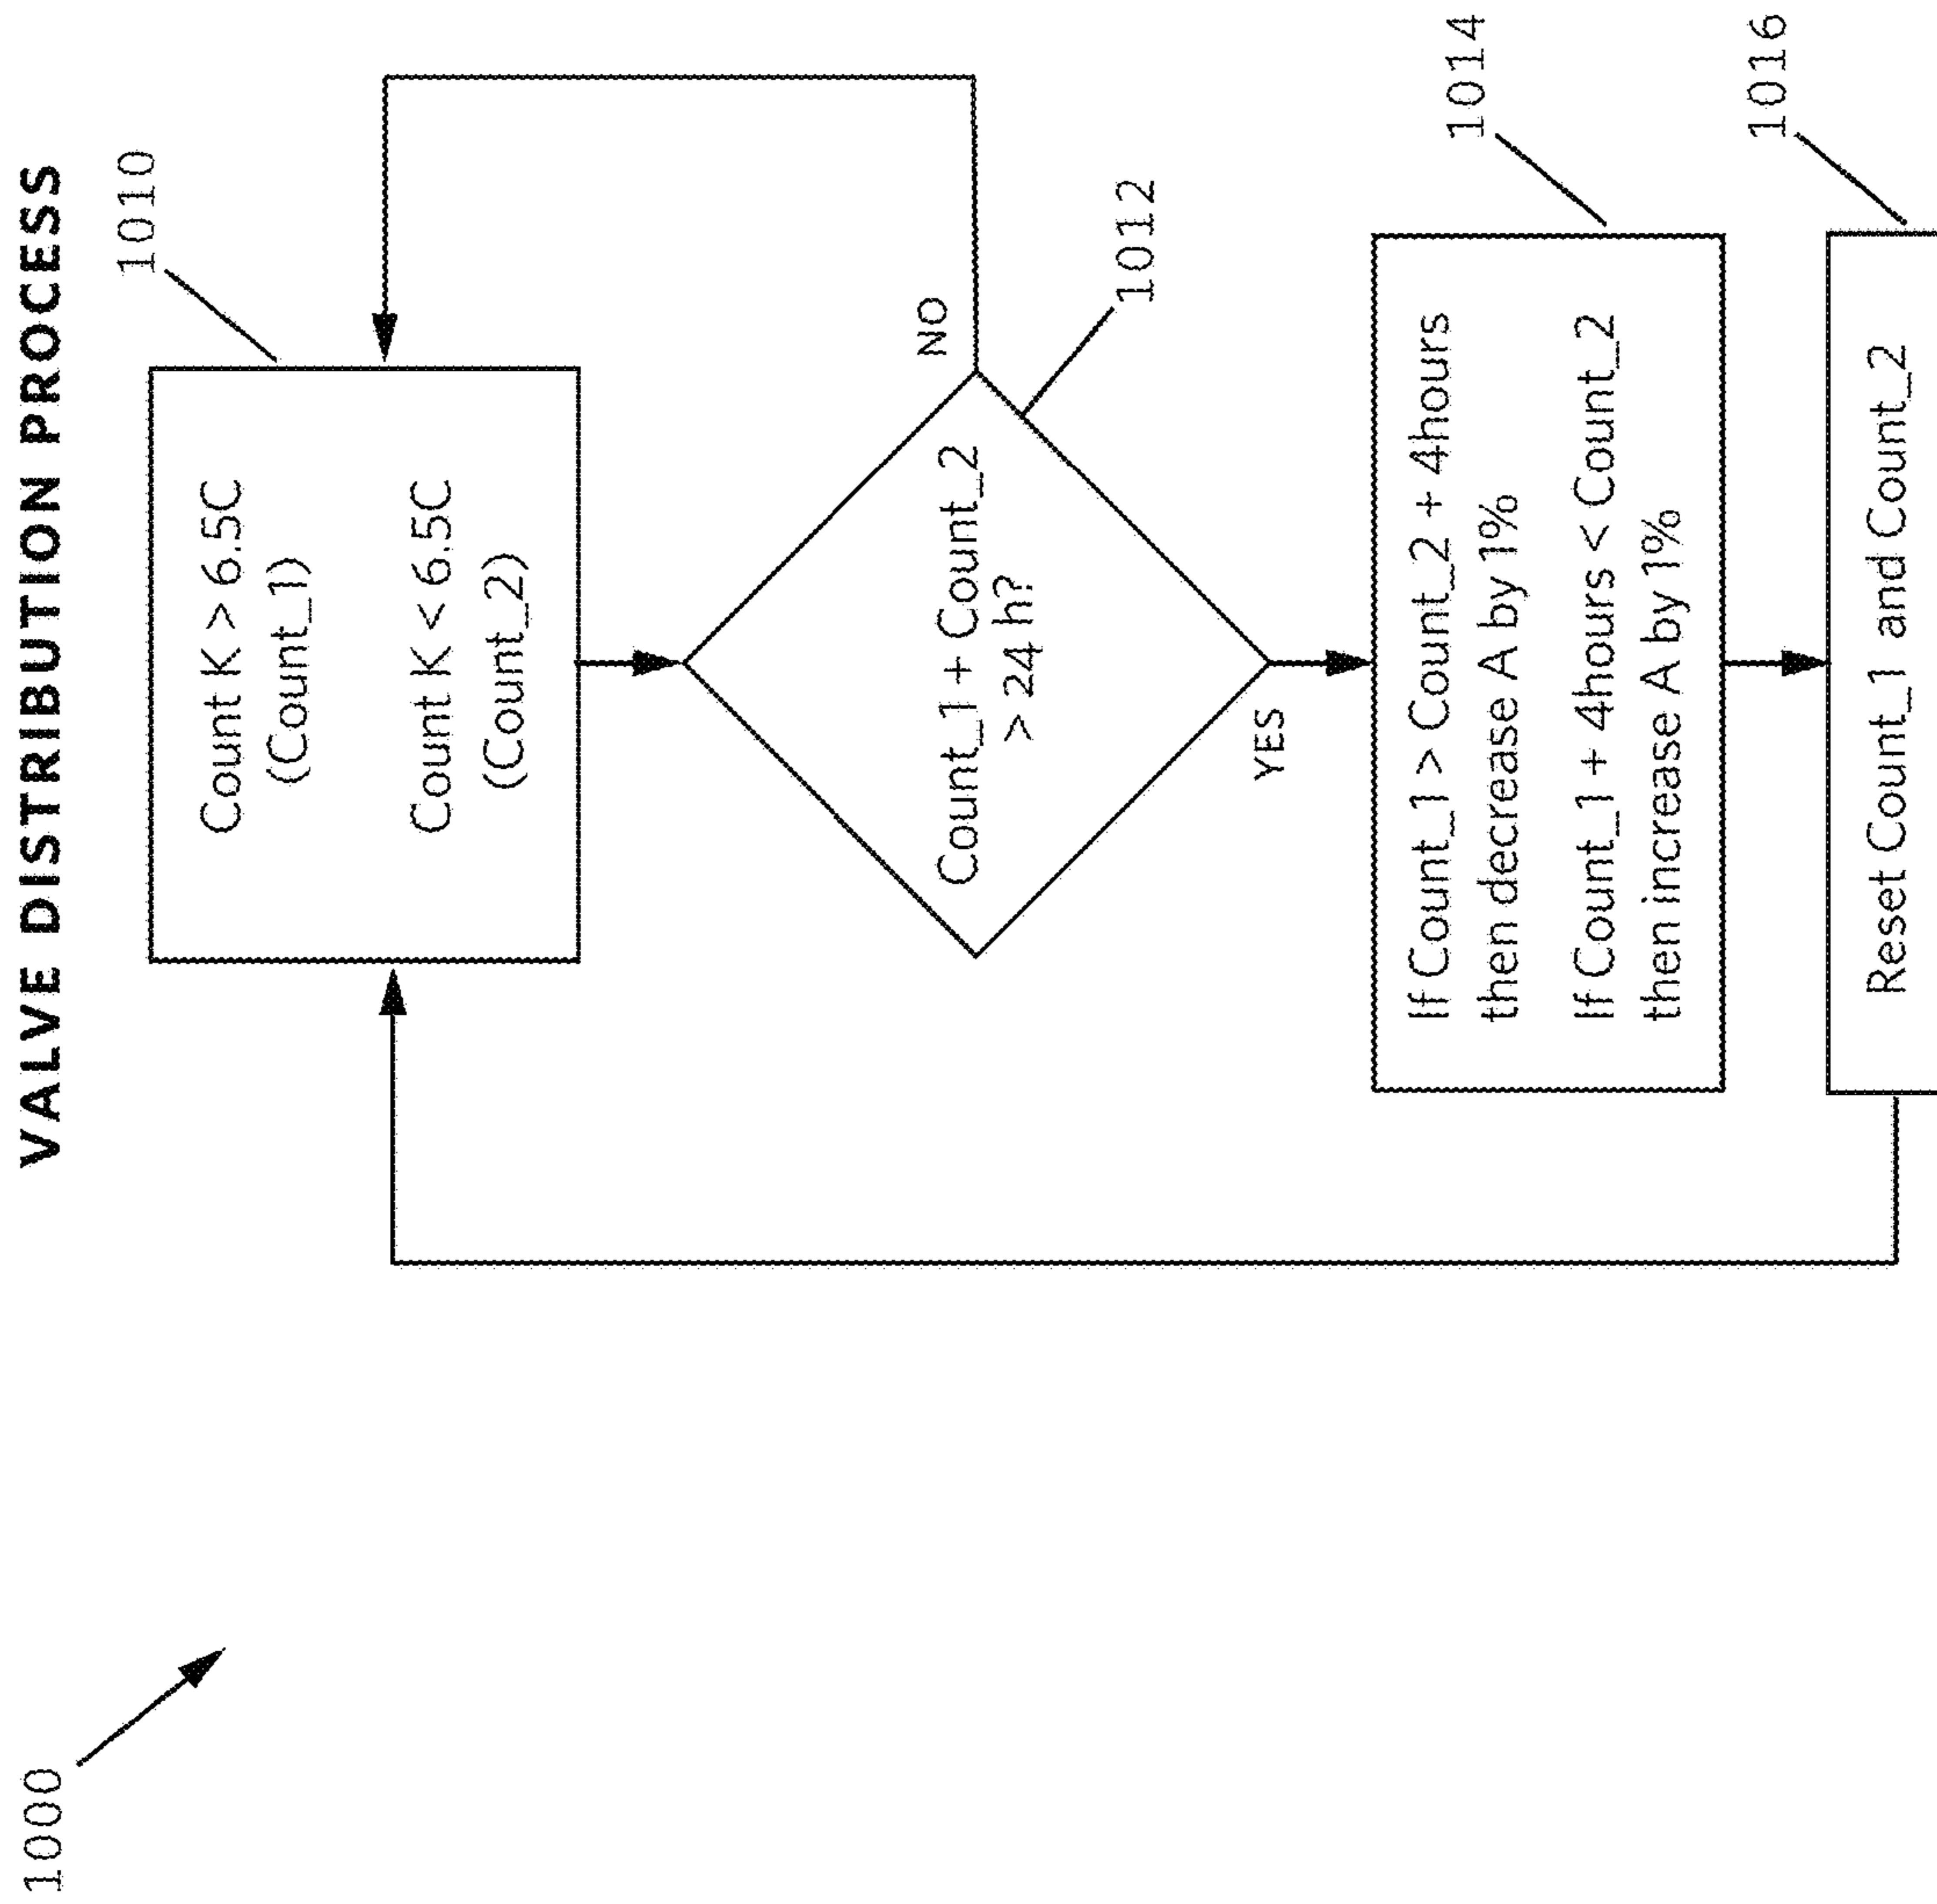 1000
VALVE DISTRIBUTION PROCESS
1010
Count K > 6.5C
(Count_1)
Count K < 6.5C
(Count_2)
NO
Count_1 + Count_2
> 24 h?
1012
YES
1014
If Count_1 > Count_2 + 4hours
then decrease A by 1%
If Count_1 + 4hours < Count_2
then increase A by 1%
1016
Reset Count_1 and Count_2